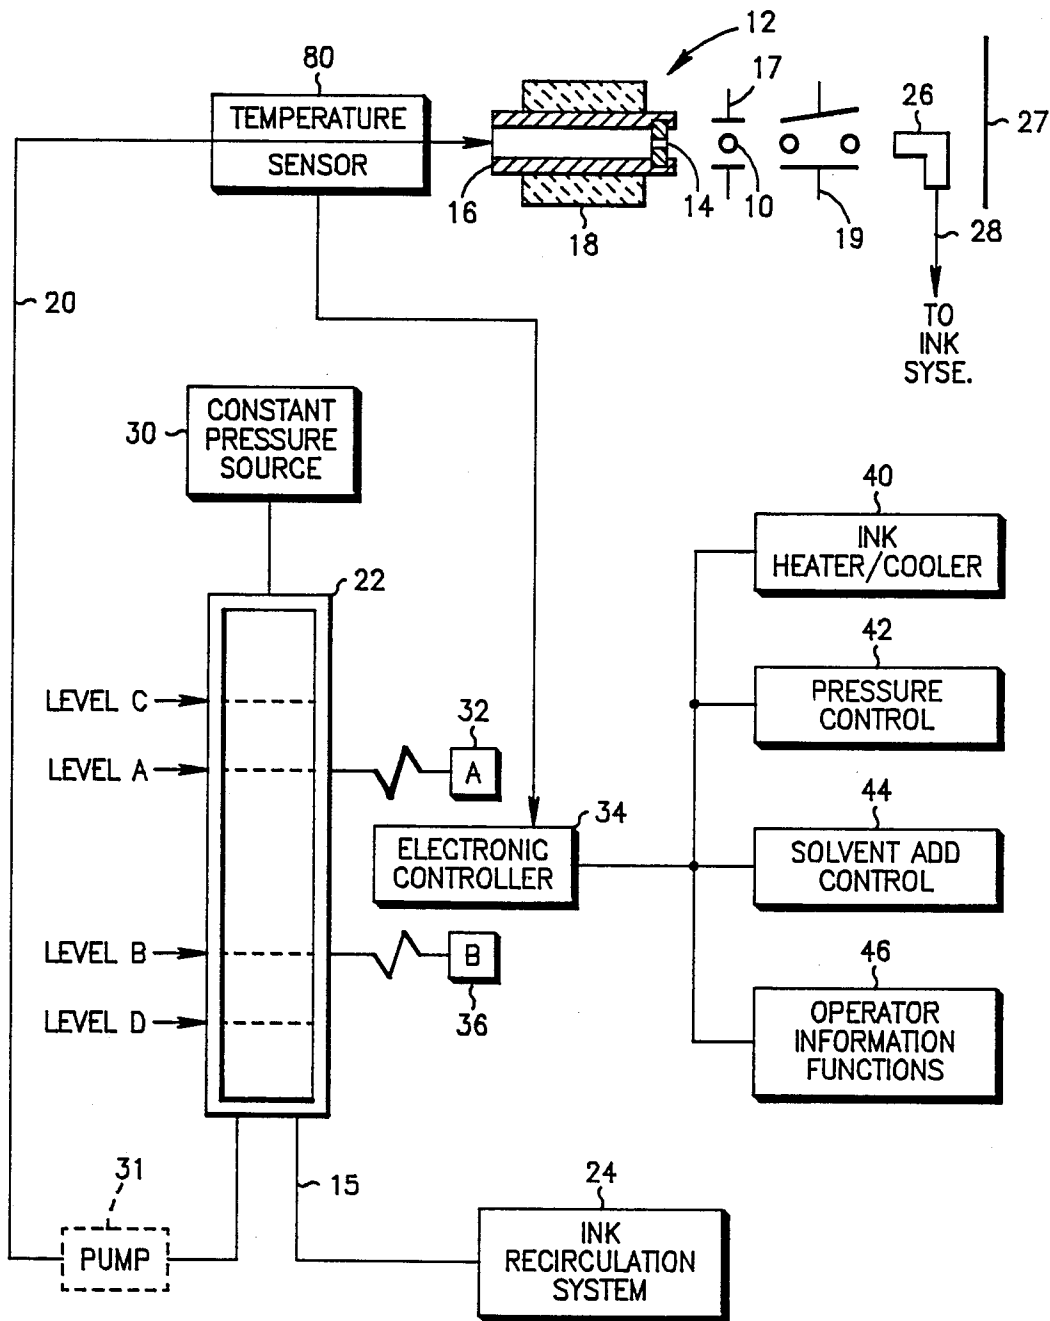 12
80
17
26
27
TEMPERATURE
SENSOR
16
14
10
18
19
28
20
TO
INK
SYSE.
30
CONSTANT
PRESSURE
SOURCE
40
INK
HEATER/COOLER
22
42
LEVEL C
PRESSURE
CONTROL
32
LEVEL A
A
34
44
ELECTRONIC
CONTROLLER
SOLVENT ADD
CONTROL
LEVEL B
B
46
36
LEVEL D
OPERATOR
INFORMATION
FUNCTIONS
31
15
24
PUMP
INK
RECIRCULATION
SYSTEM